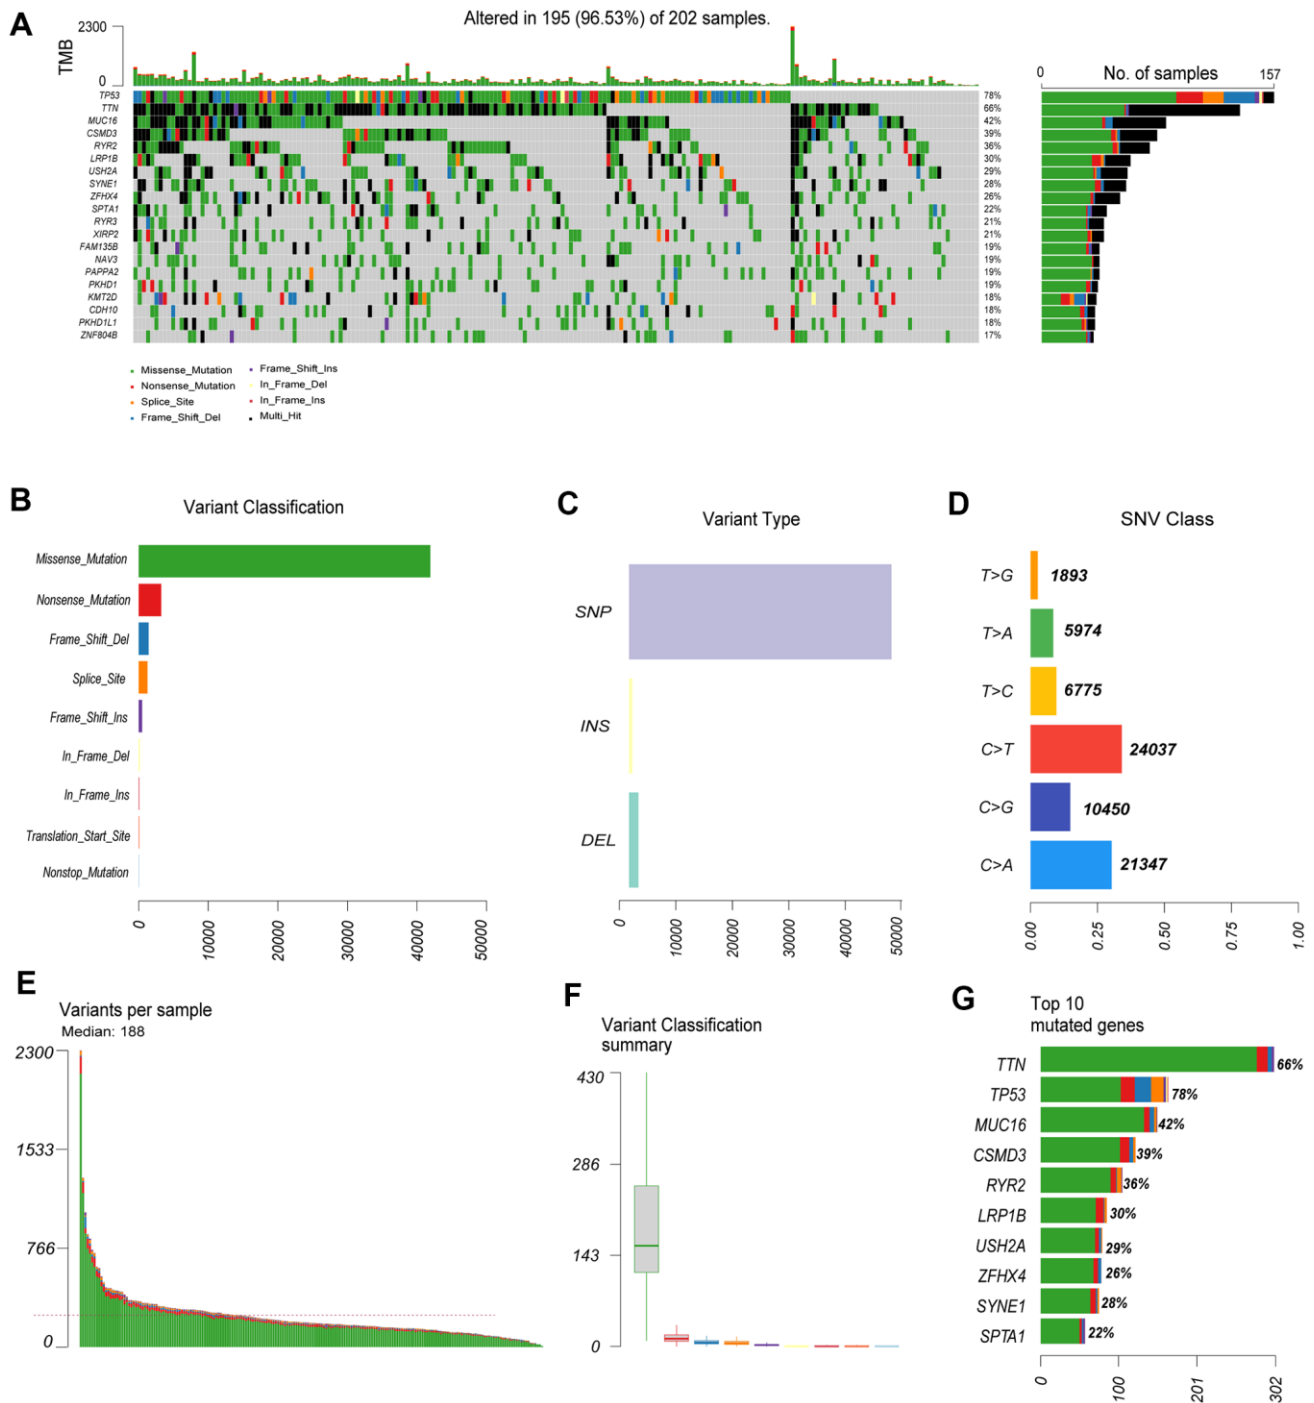 A
Altered in 195 (96.53%) of 202 samples.
2300
TMB
0
0
No. of samples
157
TP53 78%
TTN 66%
MUC16 42%
CSMD3 39%
RYR2 36%
LRP1B 30%
USH2A 29%
SYNE1 28%
ZFHX4 26%
SPTA1 22%
RYR3 21%
XIRP2 21%
FAM135B 19%
NAV3 19%
PAPPA2 19%
PKHD1 19%
KMT2D 18%
CDH10 18%
PKHD1L1 18%
ZNF804B 17%
Missense_Mutation
Nonsense_Mutation
Splice_Site
Frame_Shift_Del
Frame_Shift_Ins
In_Frame_Del
In_Frame_Ins
Multi_Hit
B
Variant Classification
Missense_Mutation
Nonsense_Mutation
Frame_Shift_Del
Splice_Site
Frame_Shift_Ins
In_Frame_Del
In_Frame_Ins
Translation_Start_Site
Nonstop_Mutation
0
10000
20000
30000
40000
50000
C
Variant Type
SNP
INS
DEL
0
10000
20000
30000
40000
50000
D
SNV Class
T>G 1893
T>A 5974
T>C 6775
C>T 24037
C>G 10450
C>A 21347
0.00
0.25
0.50
0.75
1.00
E
Variants per sample
Median: 188
2300
1533
766
0
F
Variant Classification
summary
430
286
143
0
G
Top 10
mutated genes
TTN 66%
TP53 78%
MUC16 42%
CSMD3 39%
RYR2 36%
LRP1B 30%
USH2A 29%
ZFHX4 26%
SYNE1 28%
SPTA1 22%
0
100
201
302